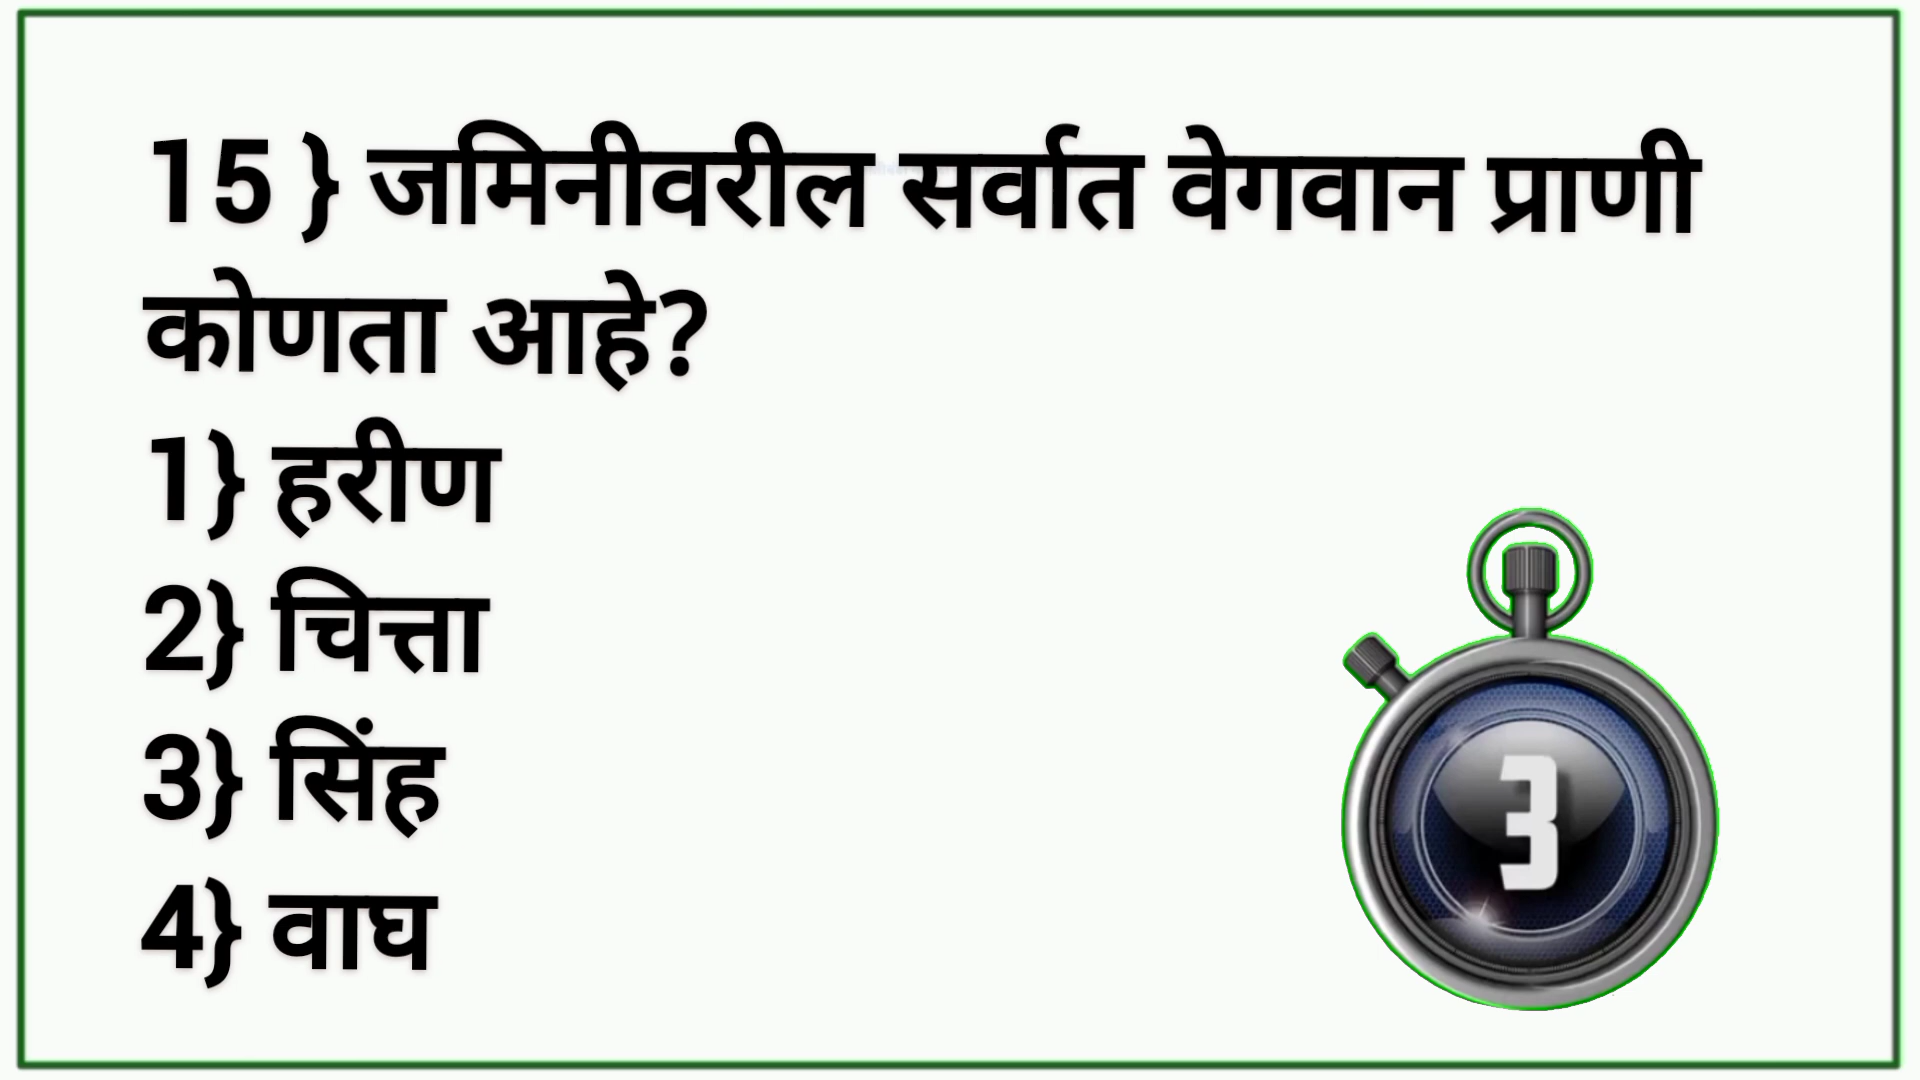 15 } जमिनीवरील सर्वात वेगवान प्राणी
कोणता आहे?
1} हरीण
2} चित्ता
3} सिंह
4} वाघ
3